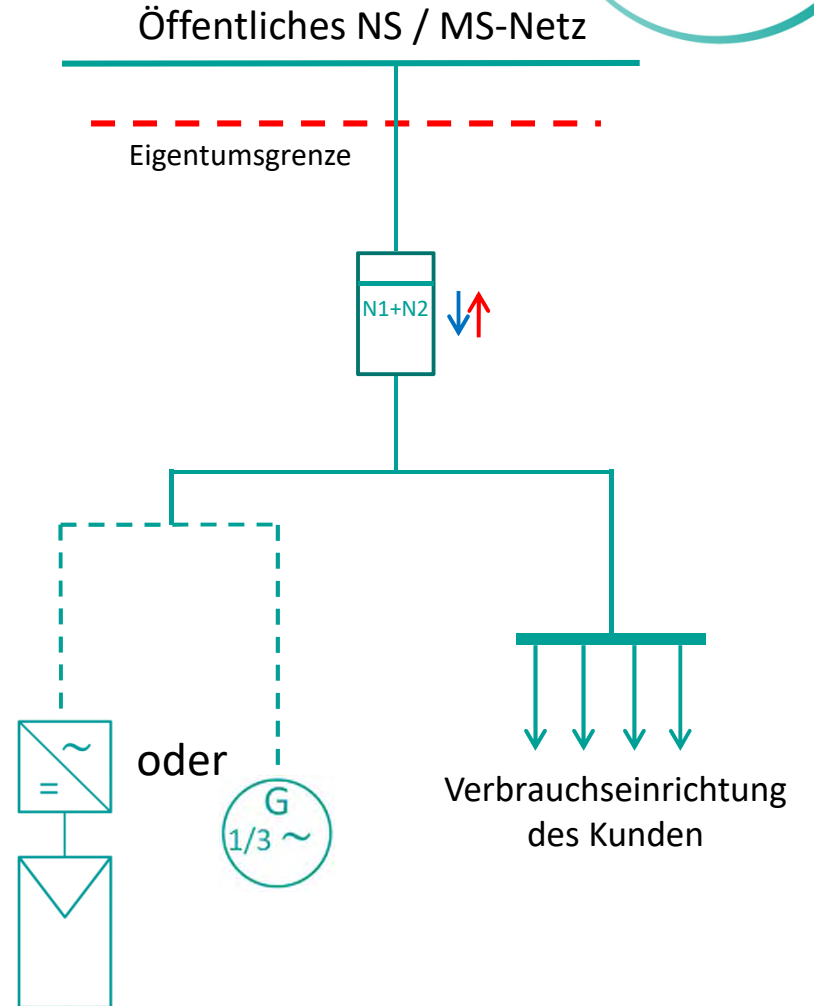 Öffentliches NS / MS-Netz
Eigentumsgrenze
N1+N2
oder
~
=
G
1/3 ~
Verbrauchseinrichtung
des Kunden